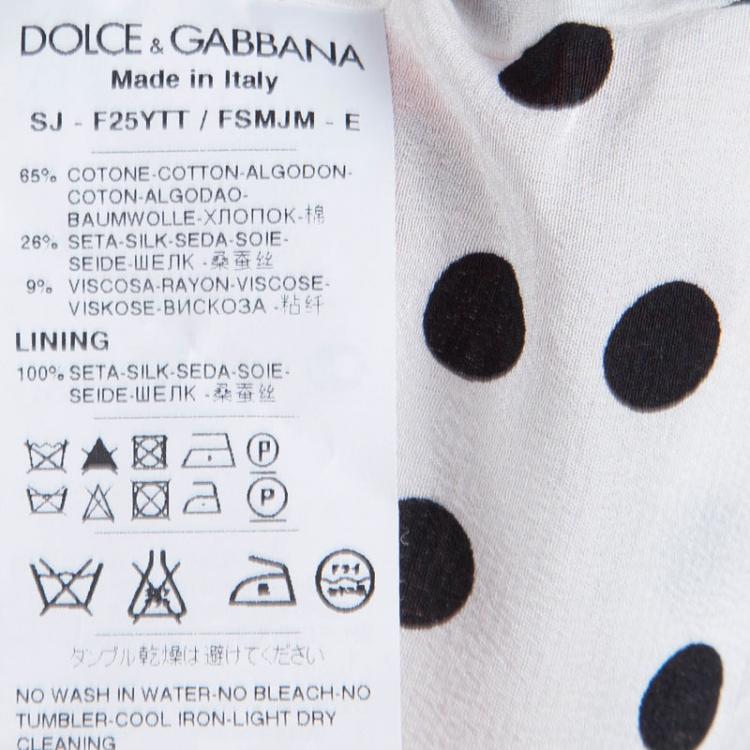 DOLCE & GABBANA
Made in Italy
SJ - F25YTT / FSMJM - E
65% COTONE-COTTON-ALGODON-
COTON-ALGODAO-
BAUMWOLLE-ХЛОПОК-棉
26% SETA-SILK-SEDA-SOIE-
SEIDE-ШЕЛК-桑蚕丝
9% VISCOSA-RAYON-VISCOSE-
VISKOSE-ВИСКОЗА -粘纤
LINING
100% SETA-SILK-SEDA-SOIE-
SEIDE-ШЕЛК-桑蚕丝
P
P
ドライ
タンブル乾燥は避けてください
NO WASH IN WATER-NO BLEACH-NO
TUMBLER-COOL IRON-LIGHT DRY
CLEANING